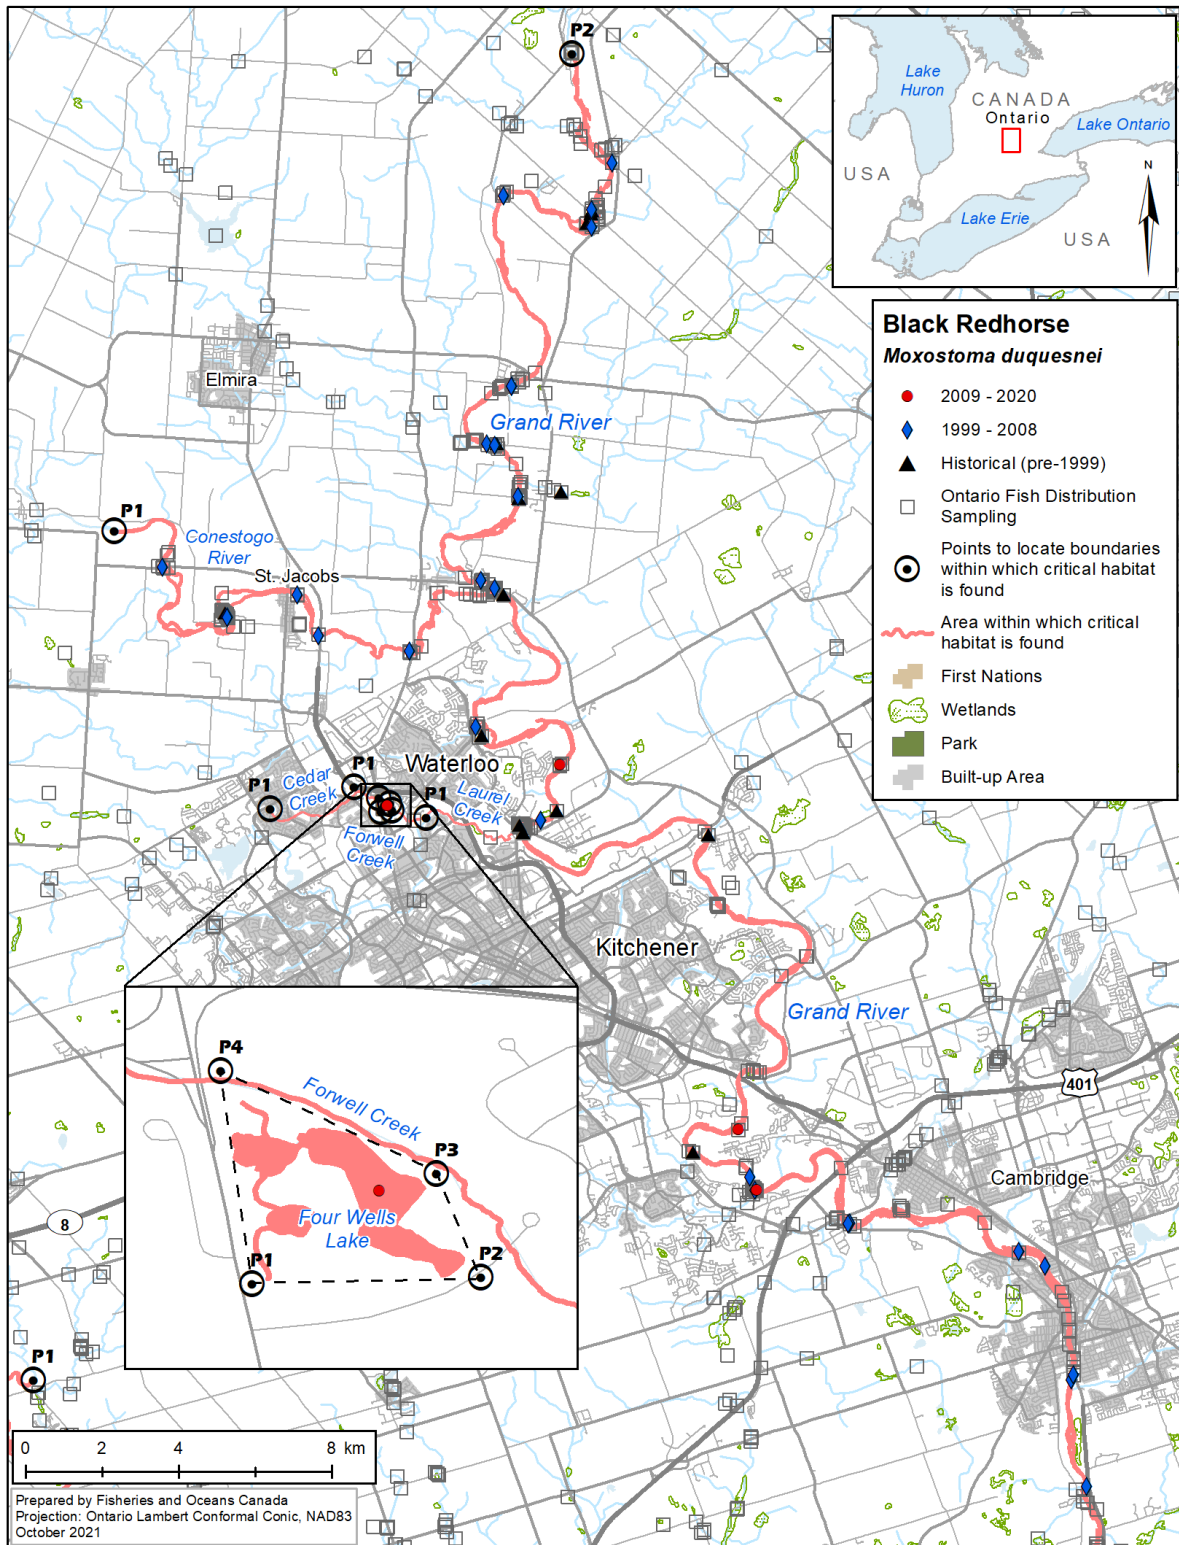 P2
Lake
Huron
CANADA
Ontario
Lake Ontario
USA
N
Lake Erie
USA
Black Redhorse
Moxostoma duquesnei
2009 - 2020
1999 - 2008
Historical (pre-1999)
Ontario Fish Distribution
Sampling
Points to locate boundaries
within which critical habitat
is found
Area within which critical
habitat is found
First Nations
Wetlands
Park
Built-up Area
Elmira
Grand River
P1
Conestogo
River
St. Jacobs
Waterloo
P1
P1
Cedar
Creek
P1
Laurel
Creek
Forwell
Creek
Kitchener
Grand River
401
Cambridge
8
P4
Forwell Creek
P3
Four Wells
Lake
P1
P2
P1
0 2 4 8 km
Prepared by Fisheries and Oceans Canada
Projection: Ontario Lambert Conformal Conic, NAD83
October 2021